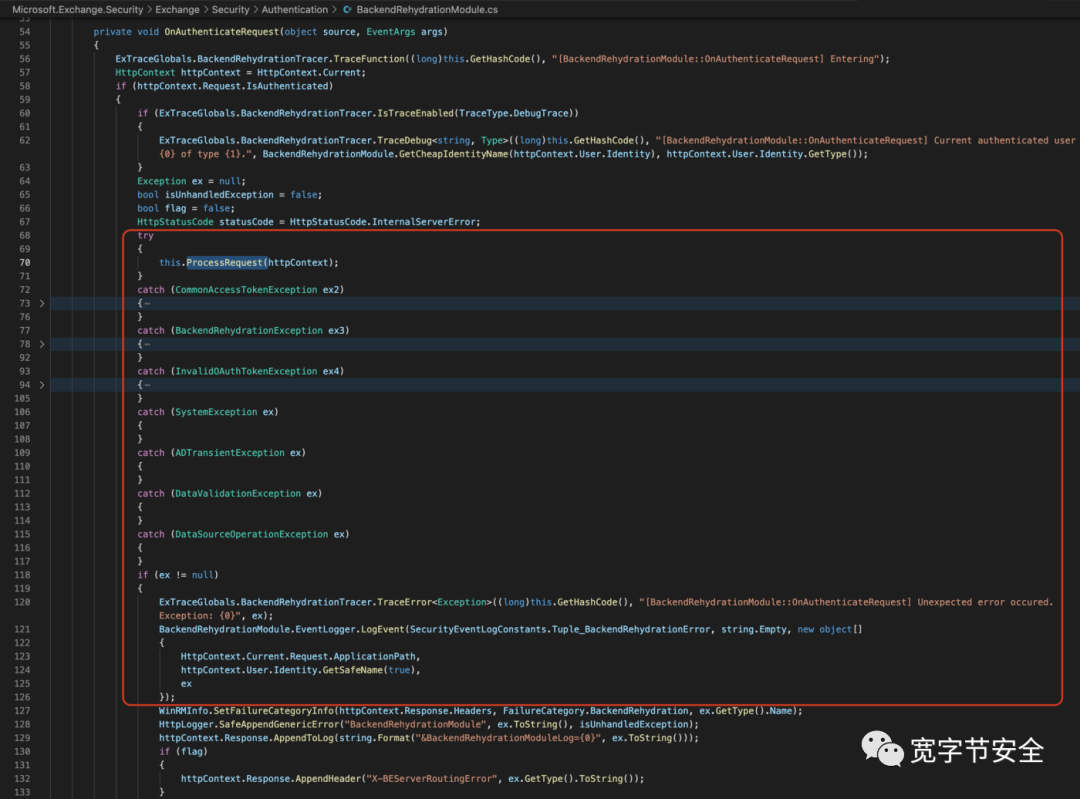 Microsoft.Exchange.Security > Exchange > Security > Authentication > BackendRehydrationModule.cs
53
54 private void OnAuthenticateRequest(object source, EventArgs args)
55 {
56 ExTraceGlobals.BackendRehydrationTracer.TraceFunction((long)this.GetHashCode(), "[BackendRehydrationModule::OnAuthenticateRequest] Entering");
57 HttpContext httpContext = HttpContext.Current;
58 if (httpContext.Request.IsAuthenticated)
59 {
60 if (ExTraceGlobals.BackendRehydrationTracer.IsTraceEnabled(TraceType.DebugTrace))
61 {
62 ExTraceGlobals.BackendRehydrationTracer.TraceDebug<string, Type>((long)this.GetHashCode(), "[BackendRehydrationModule::OnAuthenticateRequest] Current authenticated user
{0} of type {1}.", BackendRehydrationModule.GetCheapIdentityName(httpContext.User.Identity), httpContext.User.Identity.GetType());
63 }
64 Exception ex = null;
65 bool isUnhandledException = false;
66 bool flag = false;
67 HttpStatusCode statusCode = HttpStatusCode.InternalServerError;
68 try
69 {
70 this.ProcessRequest(httpContext);
71 }
72 catch (CommonAccessTokenException ex2)
73 > {⋯
76 }
77 catch (BackendRehydrationException ex3)
78 > {⋯
92 }
93 catch (InvalidOAuthTokenException ex4)
94 > {⋯
105 }
106 catch (SystemException ex)
107 {
108 }
109 catch (ADTransientException ex)
110 {
111 }
112 catch (DataValidationException ex)
113 {
114 }
115 catch (DataSourceOperationException ex)
116 {
117 }
118 if (ex != null)
119 {
120 ExTraceGlobals.BackendRehydrationTracer.TraceError<Exception>((long)this.GetHashCode(), "[BackendRehydrationModule::OnAuthenticateRequest] Unexpected error occured.
Exception: {0}", ex);
121 BackendRehydrationModule.EventLogger.LogEvent(SecurityEventLogConstants.Tuple_BackendRehydrationError, string.Empty, new object[]
122 {
123 HttpContext.Current.Request.ApplicationPath,
124 httpContext.User.Identity.GetSafeName(true),
125 ex
126 });
127 WinRMInfo.SetFailureCategoryInfo(httpContext.Response.Headers, FailureCategory.BackendRehydration, ex.GetType().Name);
128 HttpLogger.SafeAppendGenericError("BackendRehydrationModule", ex.ToString(), isUnhandledException);
129 httpContext.Response.AppendToLog(string.Format("&BackendRehydrationModuleLog={0}", ex.ToString()));
130 if (flag)
131 {
132 httpContext.Response.AppendHeader("X-BEServerRoutingError", ex.GetType().ToString());
133 }
宽字节安全